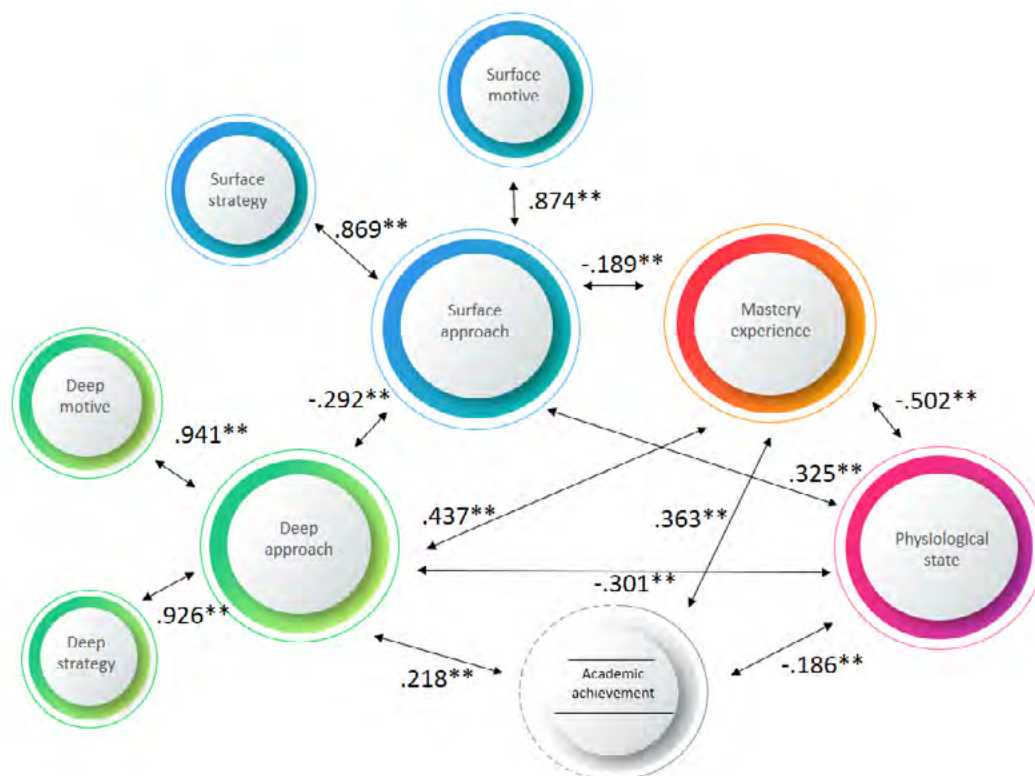 Surface
motive
Surface
strategy
.874**
.869**
-.189**
Surface
approach
Mastery
experience
Deep
motive
-.292**
-.502**
.941**
.325**
.437**
.363**
Deep
approach
Physiological
state
-.301**
.926**
Deep
strategy
.218**
Academic
achievement
-.186**